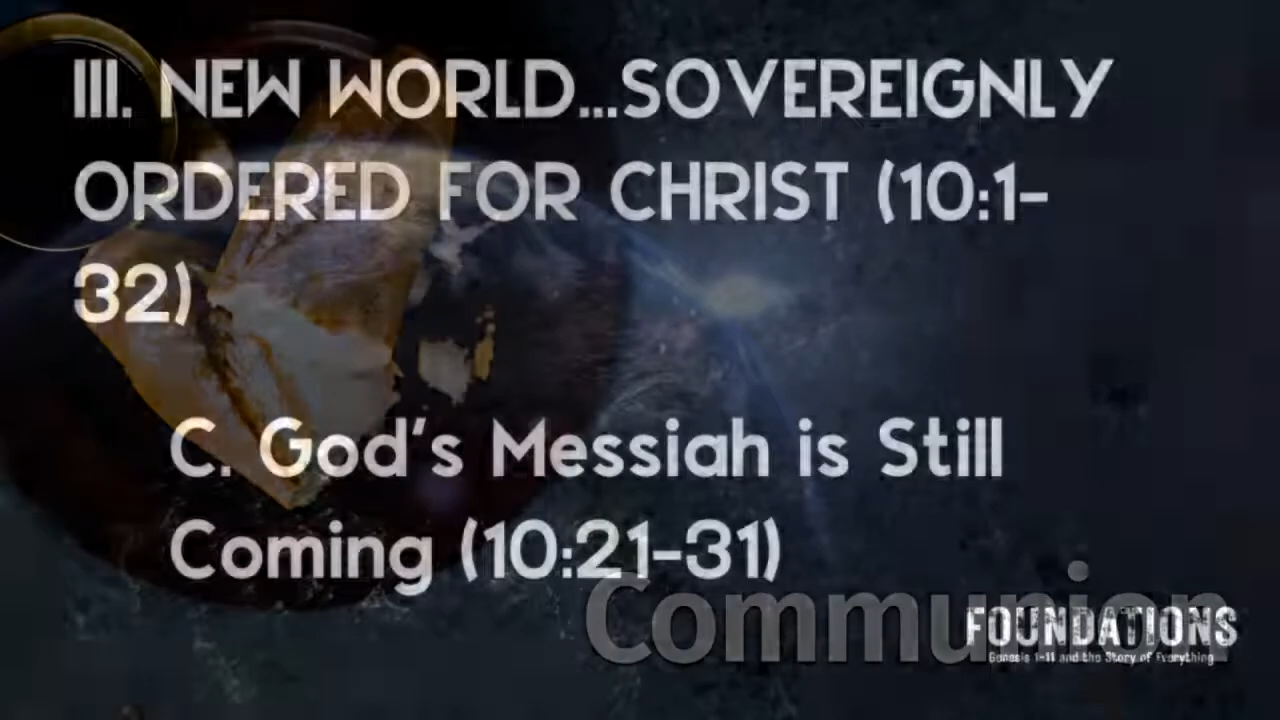 III. NEW WORLD...SOVEREIGNLY
ORDERED FOR CHRIST (10:1-
32)
C. God's Messiah is Still
Coming (10:21-31)
Communion
FOUNDATIONS
Genesis 1-11 and the Story of Everything